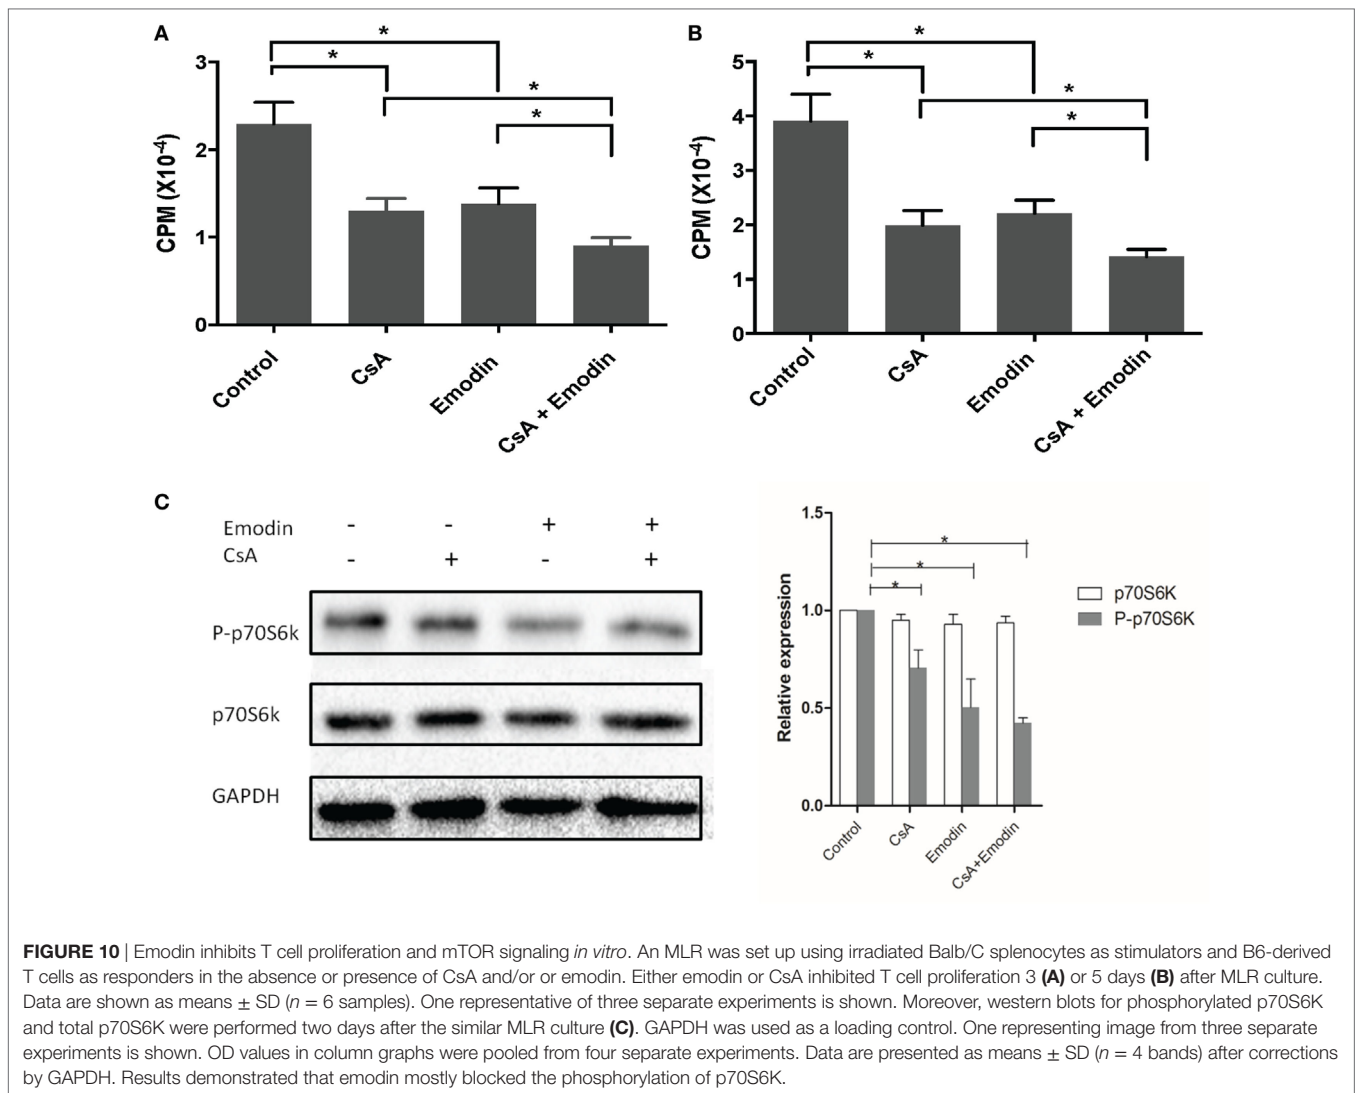 A
*
*
*
*
3
2
1
0
CPM (X10-4)
Control
CsA
Emodin
CsA + Emodin
B
*
*
*
*
5
4
3
2
1
0
CPM (X10-4)
Control
CsA
Emodin
CsA + Emodin
C
Emodin - - + +
CsA - + - +
P-p70S6k
p70S6k
GAPDH
1.5
1.0
0.5
0.0
Relative expression
*
*
*
p70S6K
P-p70S6K
Control
CsA
Emodin
CsA+Emodin
FIGURE 10 | Emodin inhibits T cell proliferation and mTOR signaling in vitro. An MLR was set up using irradiated Balb/C splenocytes as stimulators and B6-derived
T cells as responders in the absence or presence of CsA and/or or emodin. Either emodin or CsA inhibited T cell proliferation 3 (A) or 5 days (B) after MLR culture.
Data are shown as means ± SD (n = 6 samples). One representative of three separate experiments is shown. Moreover, western blots for phosphorylated p70S6K
and total p70S6K were performed two days after the similar MLR culture (C). GAPDH was used as a loading control. One representing image from three separate
experiments is shown. OD values in column graphs were pooled from four separate experiments. Data are presented as means ± SD (n = 4 bands) after corrections
by GAPDH. Results demonstrated that emodin mostly blocked the phosphorylation of p70S6K.